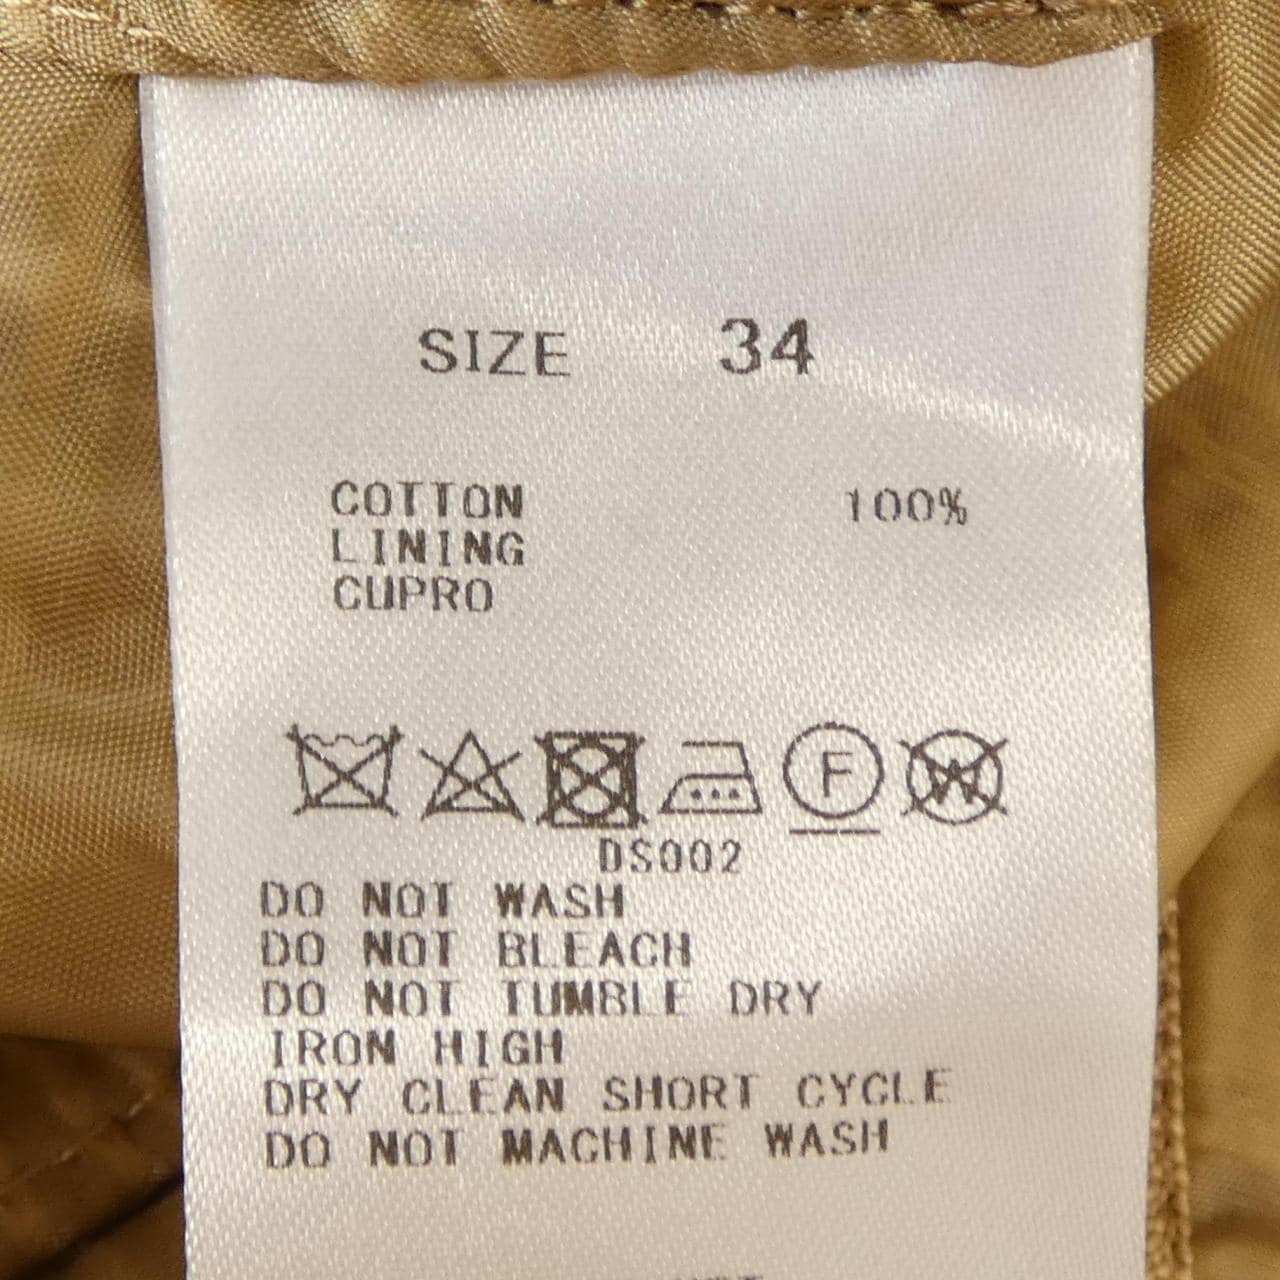 SIZE 34
COTTON 100%
LINING
CUPRO
F W
DS002
DO NOT WASH
DO NOT BLEACH
DO NOT TUMBLE DRY
IRON HIGH
DRY CLEAN SHORT CYCLE
DO NOT MACHINE WASH